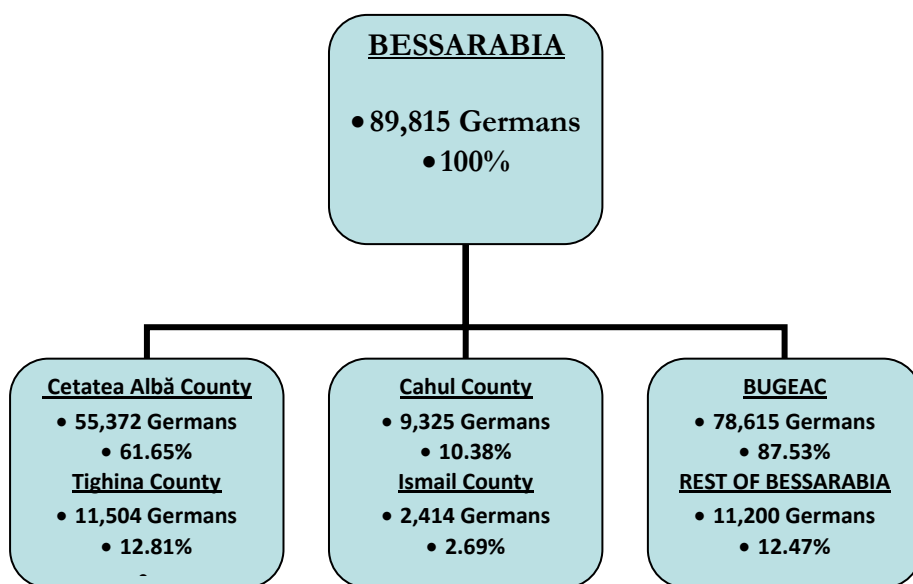 BESSARABIA
• 89,815 Germans
• 100%
Cetatea Albă County
• 55,372 Germans
• 61.65%
Tighina County
• 11,504 Germans
• 12.81%
Cahul County
• 9,325 Germans
• 10.38%
Ismail County
• 2,414 Germans
• 2.69%
BUGEAC
• 78,615 Germans
• 87.53%
REST OF BESSARABIA
• 11,200 Germans
• 12.47%